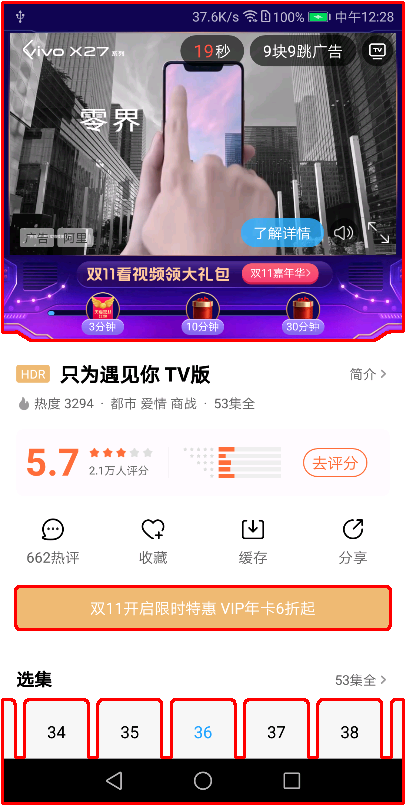 37.6K/s 100% 中午12:28
vivo X27 系列
19秒
9块9跳广告
TV
零界
广告 阿里
了解详情
双11看视频领大礼包
双11嘉年华>
3分钟
10分钟
30分钟
HDR 只为遇见你 TV版
简介 >
热度 3294 · 都市 爱情 商战 · 53集全
5.7
2.1万人评分
去评分
662热评
收藏
缓存
分享
双11开启限时特惠 VIP年卡6折起
选集
53集全 >
34
35
36
37
38